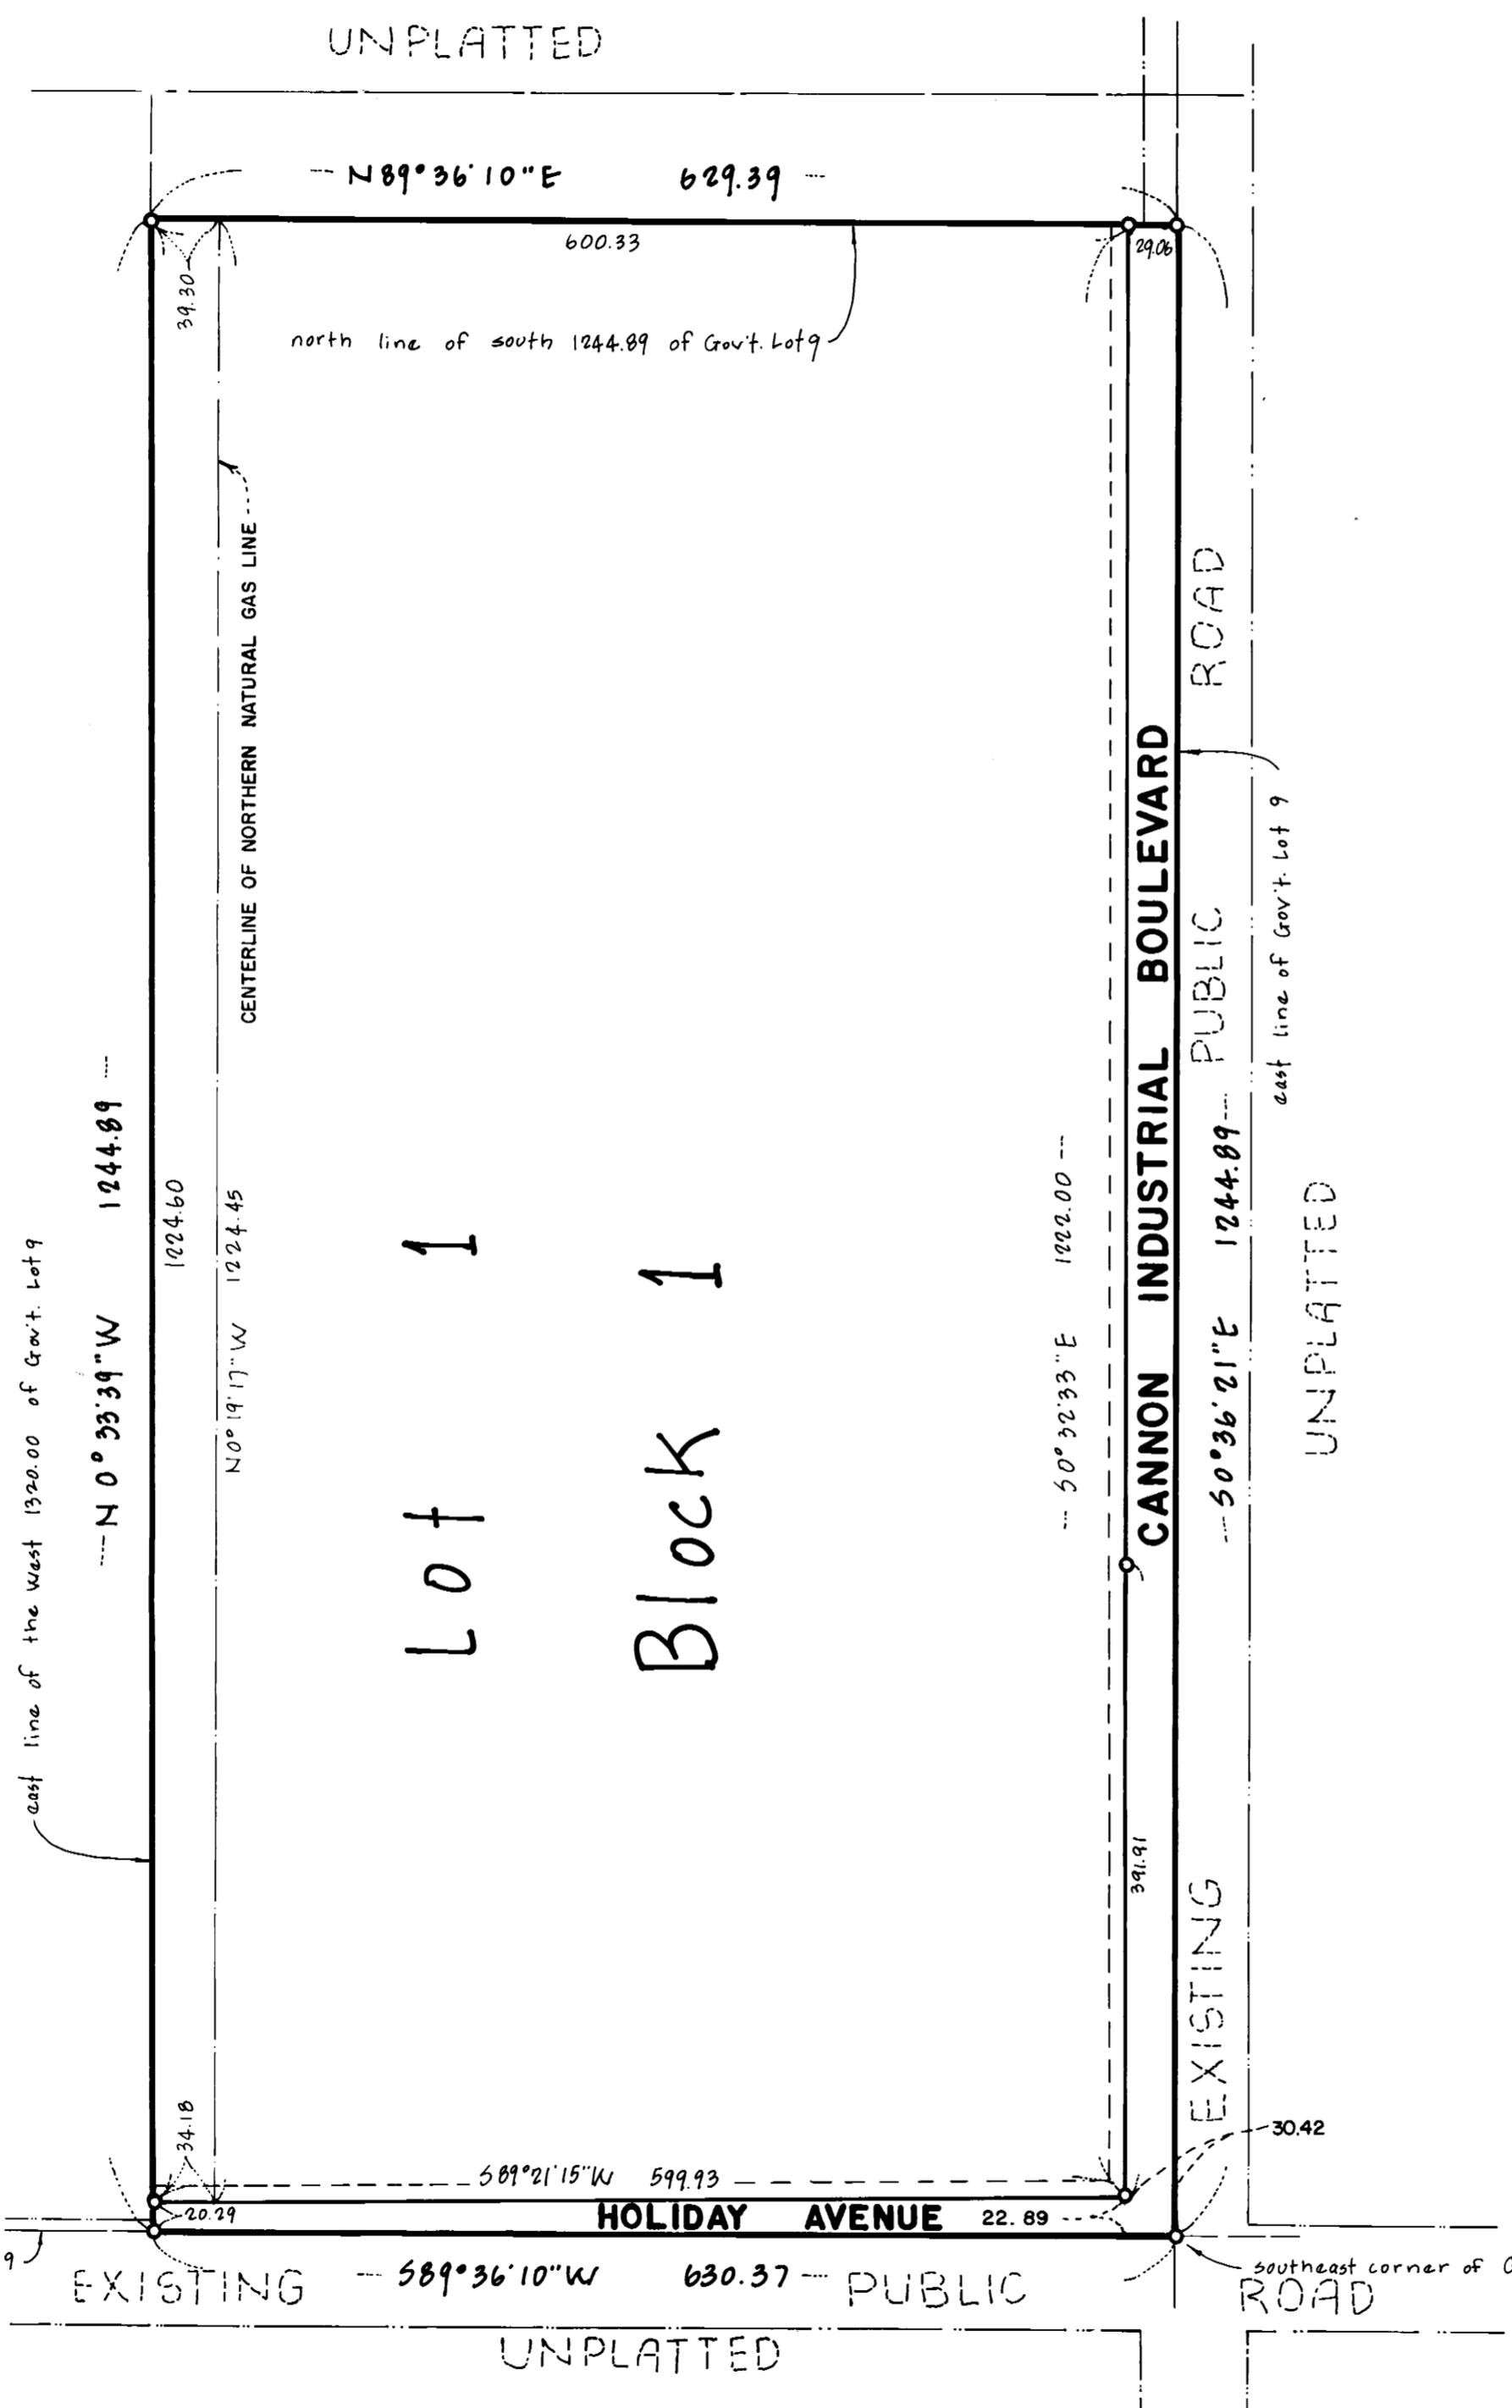 UNPLATTED
N89°36'10"E 629.39
600.33
29.06
39.30
north line of south 1244.89 of Gov't. Lot 9
CENTERLINE OF NORTHERN NATURAL GAS LINE
N0°33'39"W 1244.89
1224.60
N0°19'17"W 1224.45
east line of the west 1320.00 of Gov't. Lot 9
Lot 1
Block 1
S0°32'33"E 1222.00
CANNON INDUSTRIAL BOULEVARD
391.91
EXISTING PUBLIC ROAD
S0°36'21"E 1244.89
east line of Gov't. Lot 9
UNPLATTED
34.18
S89°21'15"W 599.93
30.42
20.29
HOLIDAY AVENUE
22.89
9
S89°36'10"W 630.37
southeast corner of
EXISTING PUBLIC ROAD
UNPLATTED